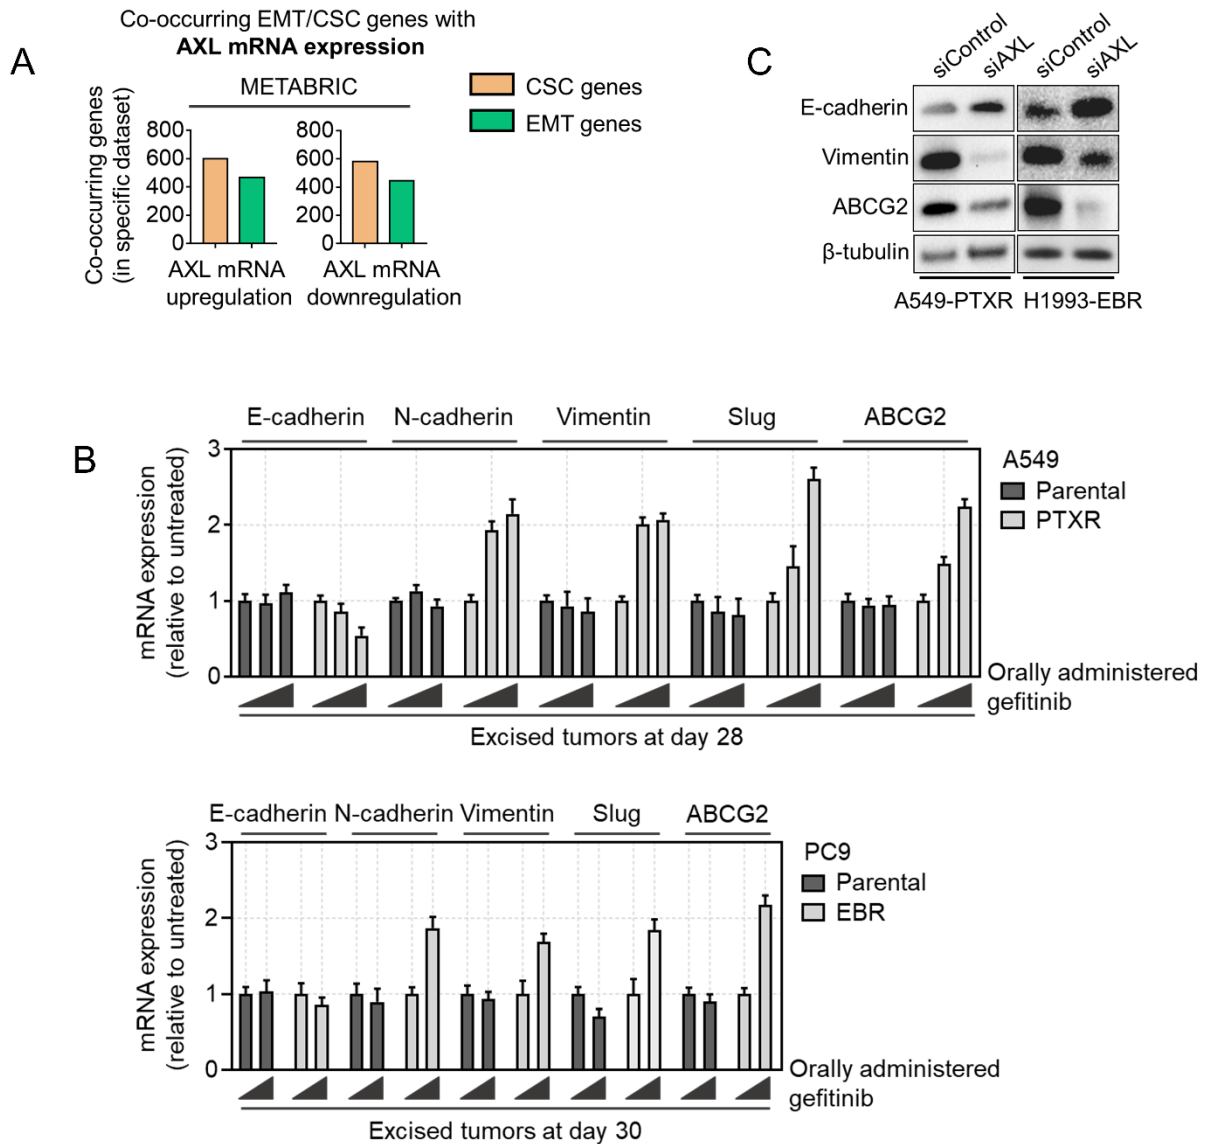 A
Co-occurring EMT/CSC genes with
AXL mRNA expression
METABRIC
CSC genes
EMT genes
Co-occurring genes
(in specific dataset)
800
600
400
200
0
800
600
400
200
0
AXL mRNA
upregulation
AXL mRNA
downregulation
C
siControl
siAXL
siControl
siAXL
E-cadherin
Vimentin
ABCG2
β-tubulin
A549-PTXR
H1993-EBR
B
E-cadherin
N-cadherin
Vimentin
Slug
ABCG2
mRNA expression
(relative to untreated)
3
2
1
0
A549
Parental
PTXR
Orally administered
gefitinib
Excised tumors at day 28
E-cadherin
N-cadherin
Vimentin
Slug
ABCG2
mRNA expression
(relative to untreated)
3
2
1
0
PC9
Parental
EBR
Orally administered
gefitinib
Excised tumors at day 30